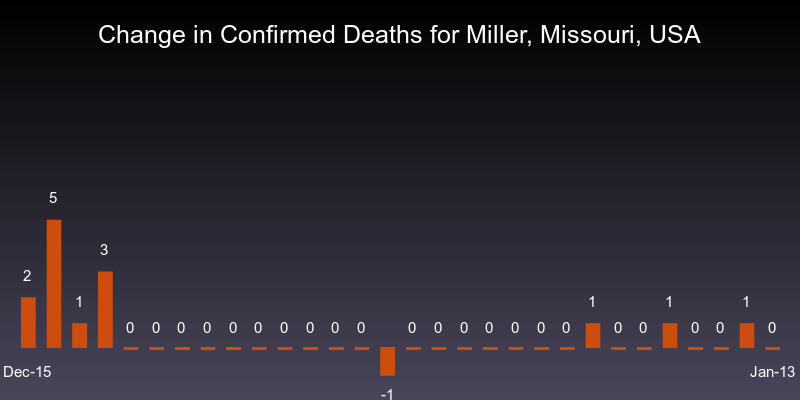 Change in Confirmed Deaths for Miller, Missouri, USA
5
3
2
1 1 1 1
0 0 0 0 0 0 0 0 0 0 0 0 0 0 0 0 0 0 0 0 0 0
Dec-15 Jan-13
-1